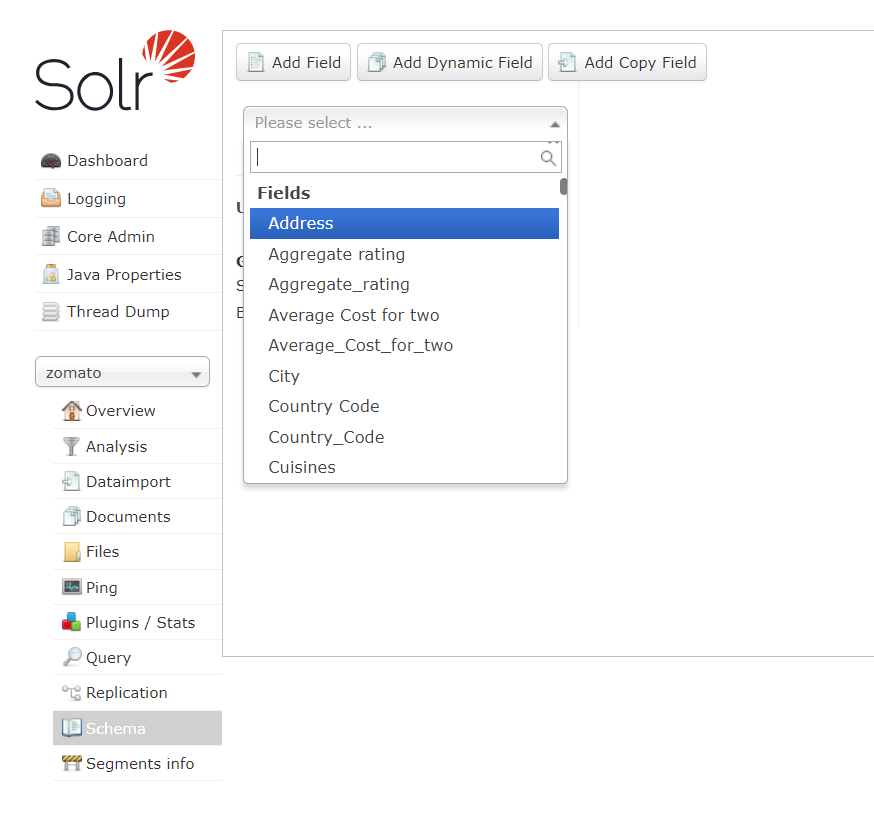 Solr
Dashboard
Logging
Core Admin
Java Properties
Thread Dump
zomato
Overview
Analysis
Dataimport
Documents
Files
Ping
Plugins / Stats
Query
Replication
Schema
Segments info
Add Field
Add Dynamic Field
Add Copy Field
Please select ...
Fields
Address
Aggregate rating
Aggregate_rating
Average Cost for two
Average_Cost_for_two
City
Country Code
Country_Code
Cuisines